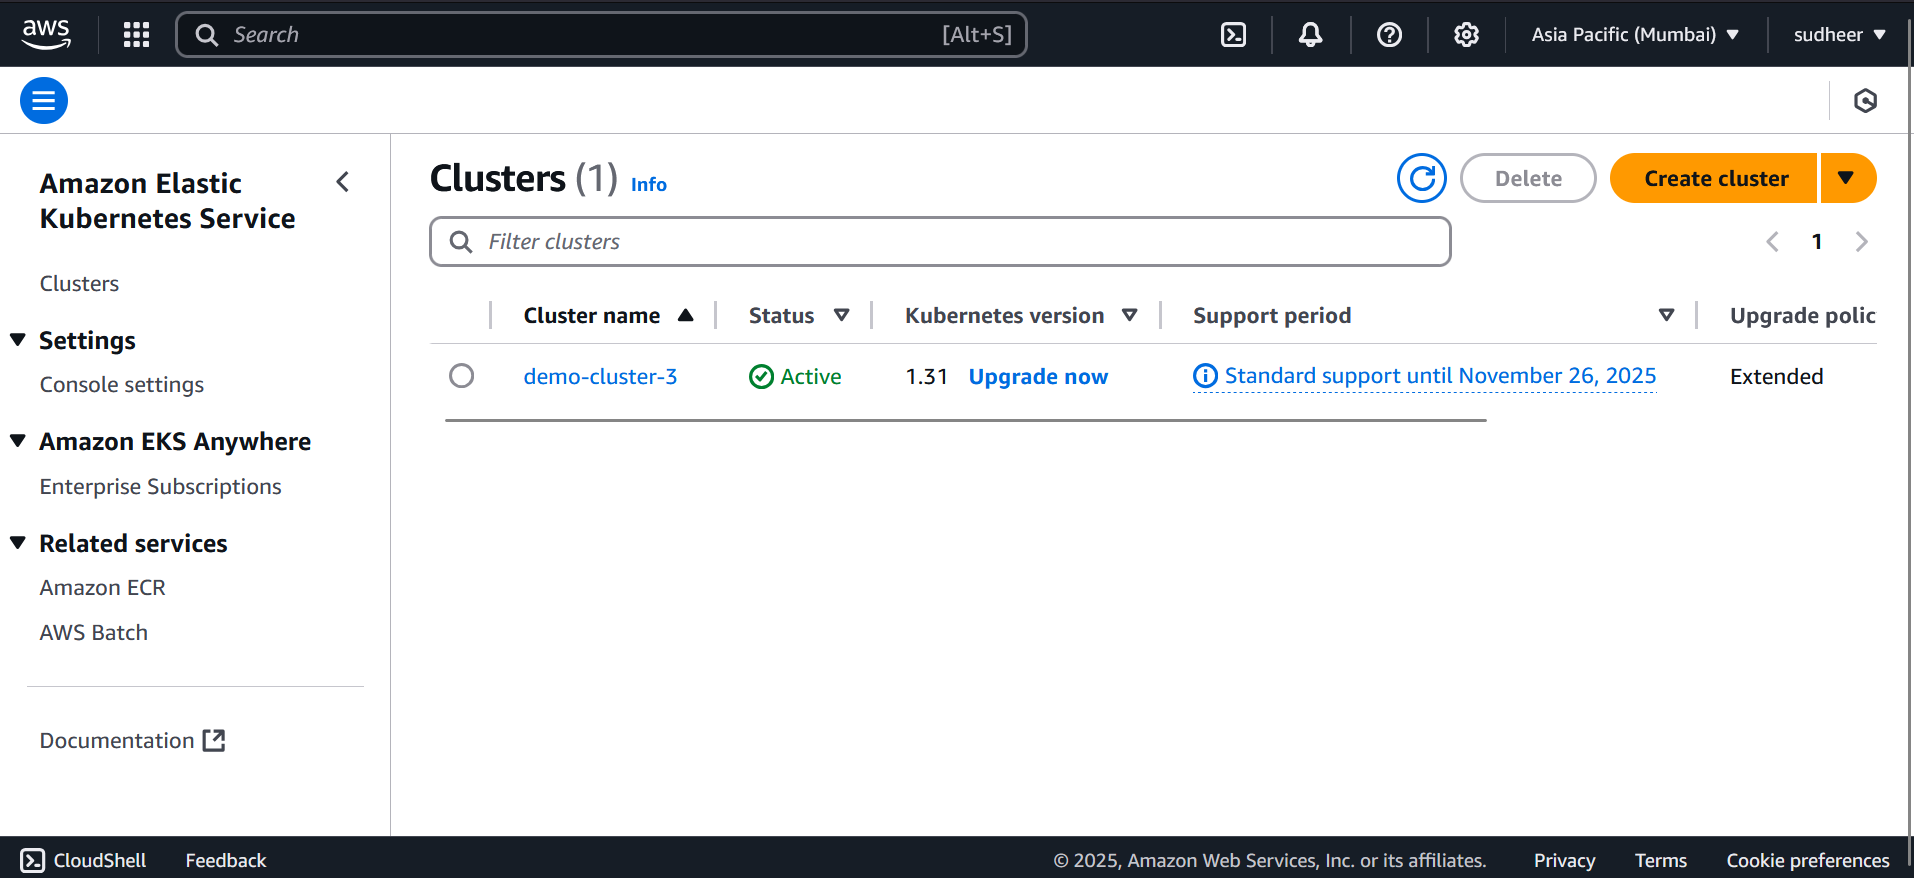 aws
Search [Alt+S]
Asia Pacific (Mumbai)
sudheer
Amazon Elastic
Kubernetes Service
Clusters
Settings
Console settings
Amazon EKS Anywhere
Enterprise Subscriptions
Related services
Amazon ECR
AWS Batch
Documentation
Clusters (1) Info
Delete
Create cluster
Filter clusters
1
Cluster name Status Kubernetes version Support period Upgrade polic
demo-cluster-3 Active 1.31 Upgrade now Standard support until November 26, 2025 Extended
CloudShell Feedback © 2025, Amazon Web Services, Inc. or its affiliates. Privacy Terms Cookie preferences